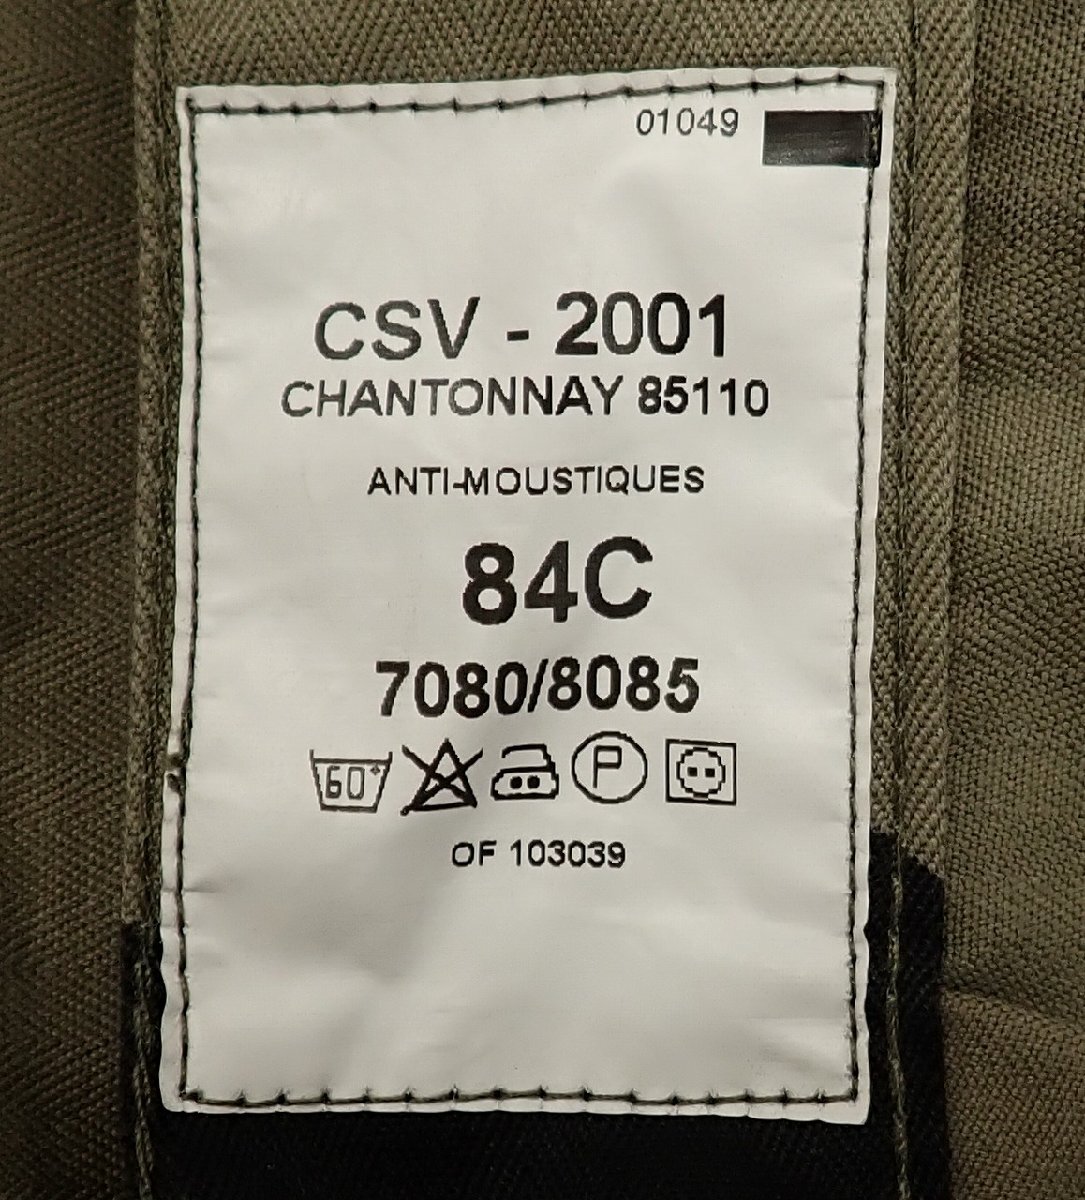 01049
CSV - 2001
CHANTONNAY 85110
ANTI-MOUSTIQUES
84C
7080/8085
60° P
OF 103039